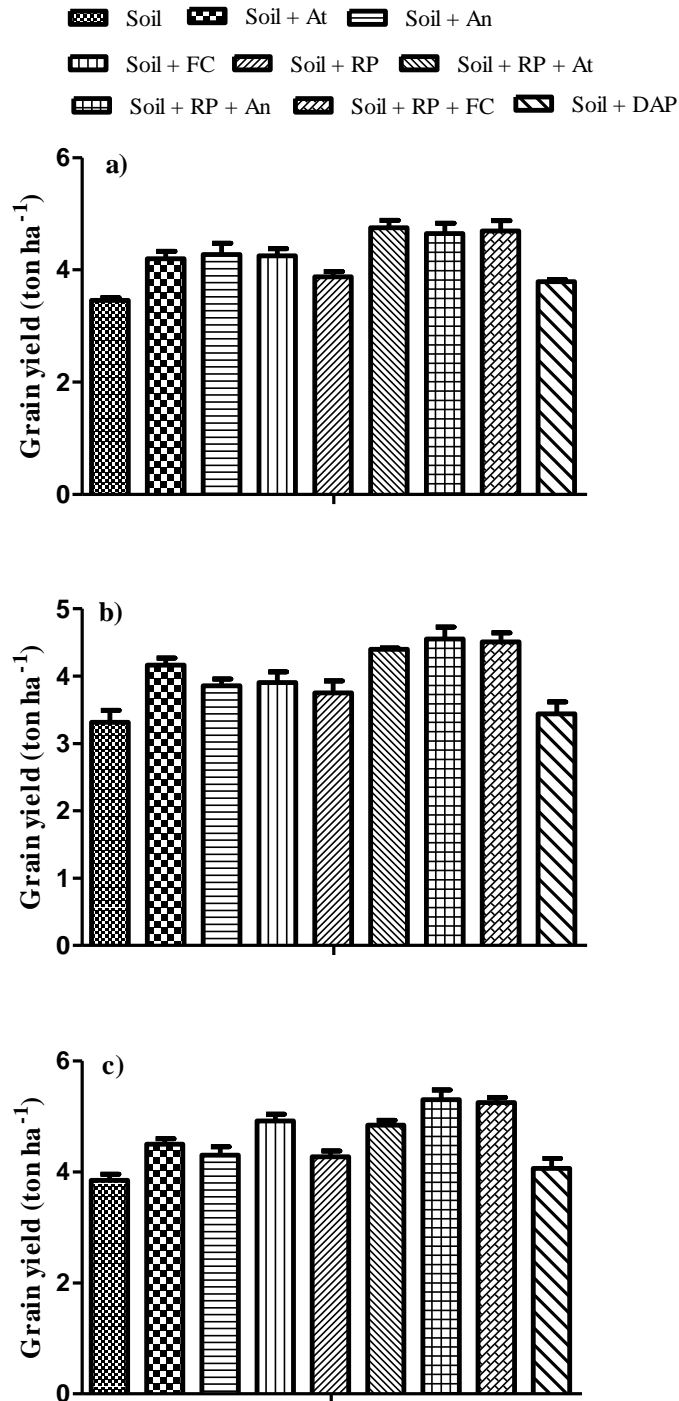 Soil Soil + At Soil + An
Soil + FC Soil + RP Soil + RP + At
Soil + RP + An Soil + RP + FC Soil + DAP
a)
Grain yield (ton ha⁻¹)
6
4
2
0
b)
Grain yield (ton ha⁻¹)
5
4
3
2
1
0
c)
Grain yield (ton ha⁻¹)
6
4
2
0